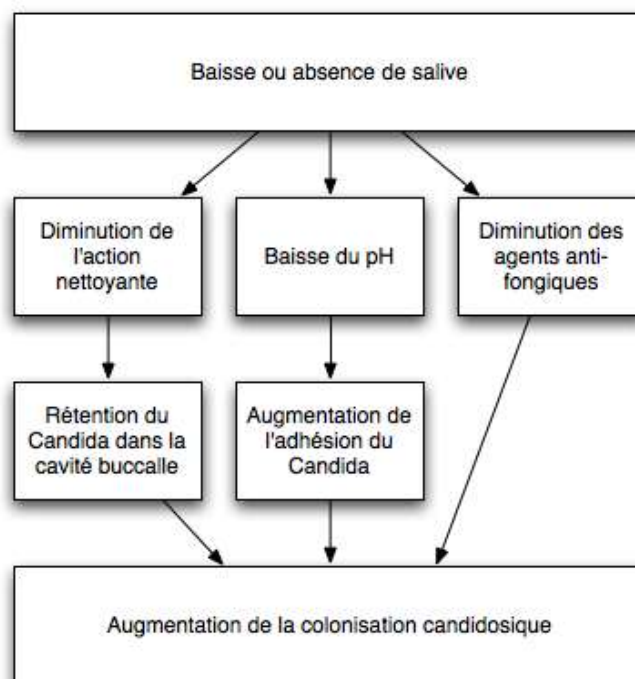 Baisse ou absence de salive
Diminution de
l'action
nettoyante
Baisse du pH
Diminution des
agents anti-
fongiques
Rétention du
Candida dans la
cavité buccalle
Augmentation de
l'adhésion du
Candida
Augmentation de la colonisation candidosique